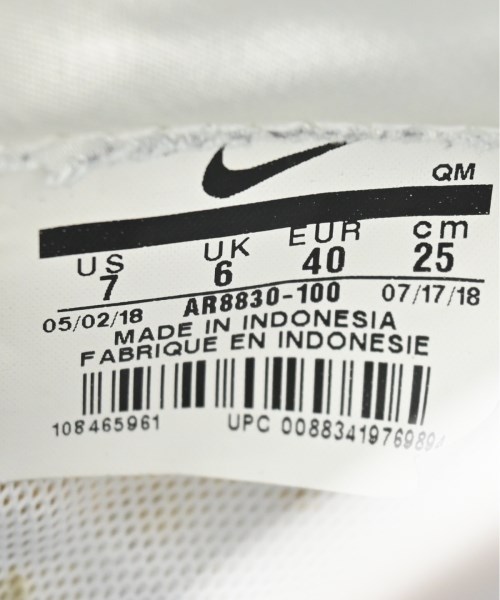 QM
US UK EUR cm
7 6 40 25
05/02/18 AR8830-100 07/17/18
MADE IN INDONESIA
FABRIQUE EN INDONESIE
108465961 UPC